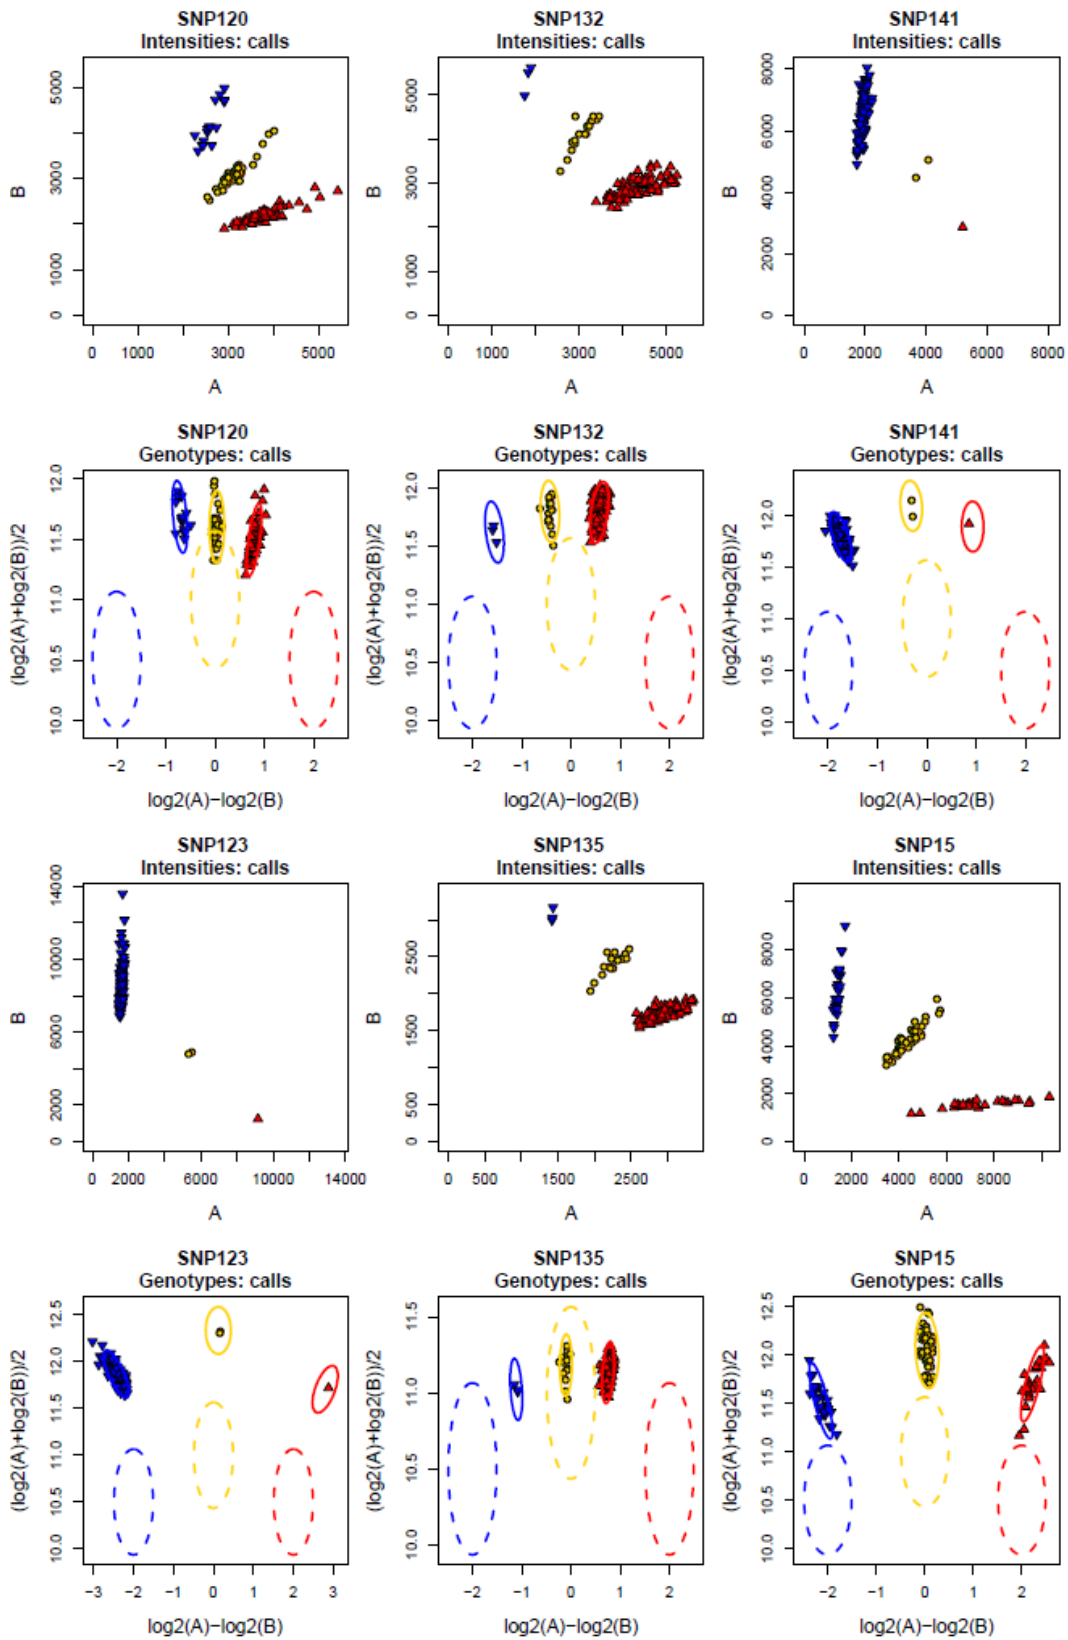 SNP120
Intensities: calls
B
5000
3000
1000
0
0 1000 3000 5000
A
SNP132
Intensities: calls
B
5000
3000
1000
0
0 1000 3000 5000
A
SNP141
Intensities: calls
B
8000
6000
4000
2000
0
0 2000 4000 6000 8000
A
SNP120
Genotypes: calls
(log2(A)+log2(B))/2
12.0
11.5
11.0
10.5
10.0
−2 −1 0 1 2
log2(A)−log2(B)
SNP132
Genotypes: calls
(log2(A)+log2(B))/2
12.0
11.5
11.0
10.5
10.0
−2 −1 0 1 2
log2(A)−log2(B)
SNP141
Genotypes: calls
(log2(A)+log2(B))/2
12.0
11.5
11.0
10.5
10.0
−2 −1 0 1 2
log2(A)−log2(B)
SNP123
Intensities: calls
B
14000
10000
6000
2000
0
0 2000 6000 10000 14000
A
SNP135
Intensities: calls
B
2500
1500
500
0
0 500 1500 2500
A
SNP15
Intensities: calls
B
8000
6000
4000
2000
0
0 2000 4000 6000 8000
A
SNP123
Genotypes: calls
(log2(A)+log2(B))/2
12.5
12.0
11.5
11.0
10.5
10.0
−3 −2 −1 0 1 2 3
log2(A)−log2(B)
SNP135
Genotypes: calls
(log2(A)+log2(B))/2
11.5
11.0
10.5
10.0
−2 −1 0 1 2
log2(A)−log2(B)
SNP15
Genotypes: calls
(log2(A)+log2(B))/2
12.5
12.0
11.5
11.0
10.5
10.0
−2 −1 0 1 2
log2(A)−log2(B)